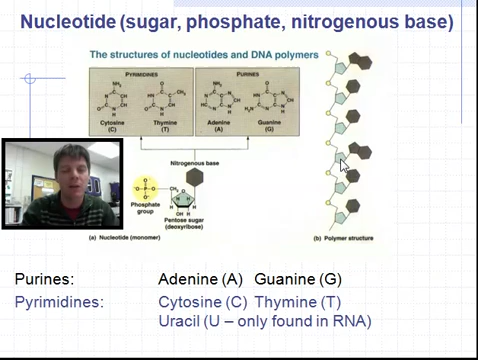 Nucleotide (sugar, phosphate, nitrogenous base)
The structures of nucleotides and DNA polymers
PYRIMIDINES
PURINES
Cytosine
(C)
Thymine
(T)
Adenine
(A)
Guanine
(G)
Nitrogenous base
Phosphate
group
Pentose sugar
(deoxyribose)
(a) Nucleotide (monomer)
(b) Polymer structure
Purines: Adenine (A) Guanine (G)
Pyrimidines: Cytosine (C) Thymine (T)
Uracil (U – only found in RNA)